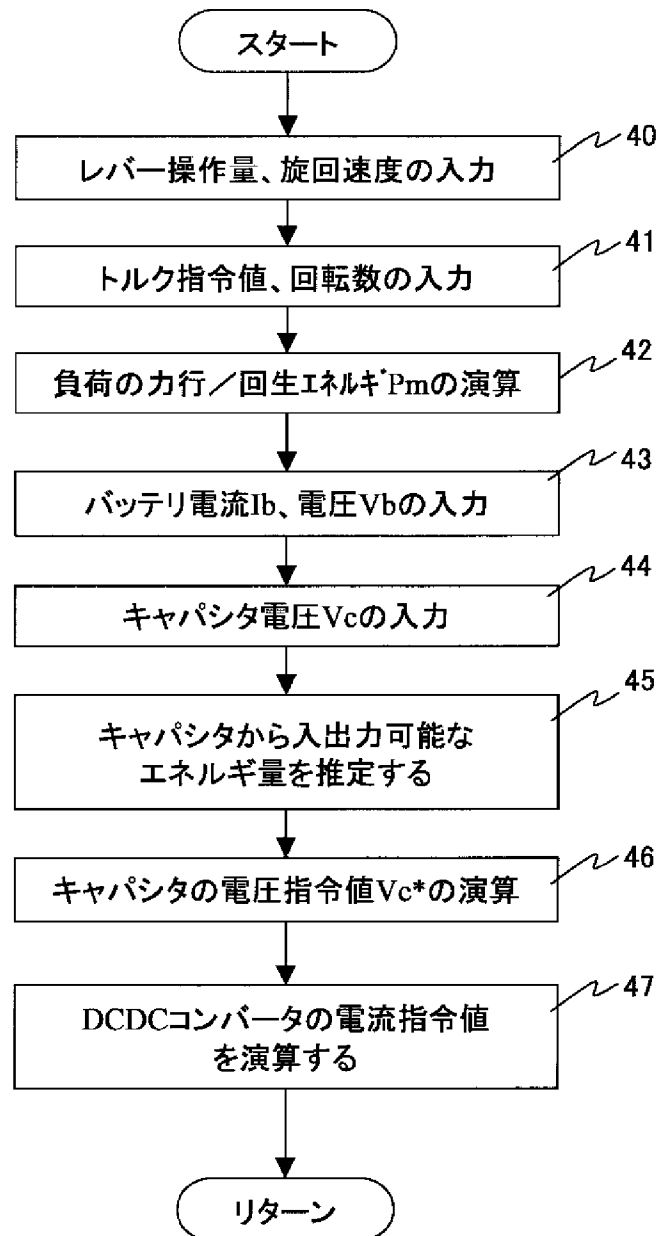 スタート
40
レバー操作量、旋回速度の入力
41
トルク指令値、回転数の入力
42
負荷の力行／回生ｴﾈﾙｷﾞPmの演算
43
バッテリ電流Ib、電圧Vbの入力
44
キャパシタ電圧Vcの入力
45
キャパシタから入出力可能な
エネルギ量を推定する
46
キャパシタの電圧指令値Vc*の演算
47
DCDCコンバータの電流指令値
を演算する
リターン